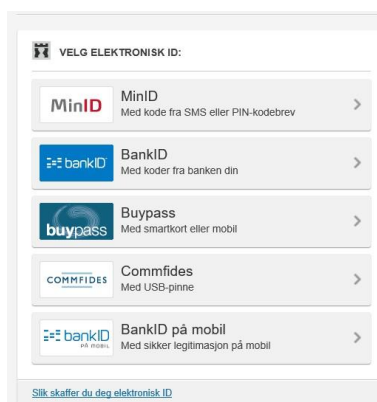 VELG ELEKTRONISK ID:
MinID
MinID
Med kode fra SMS eller PIN-kodebrev
bankID
BankID
Med koder fra banken din
buypass
Buypass
Med smartkort eller mobil
COMMFIDES
Commfides
Med USB-pinne
bankID
PÅ MOBIL
BankID på mobil
Med sikker legitimasjon på mobil
Slik skaffer du deg elektronisk ID